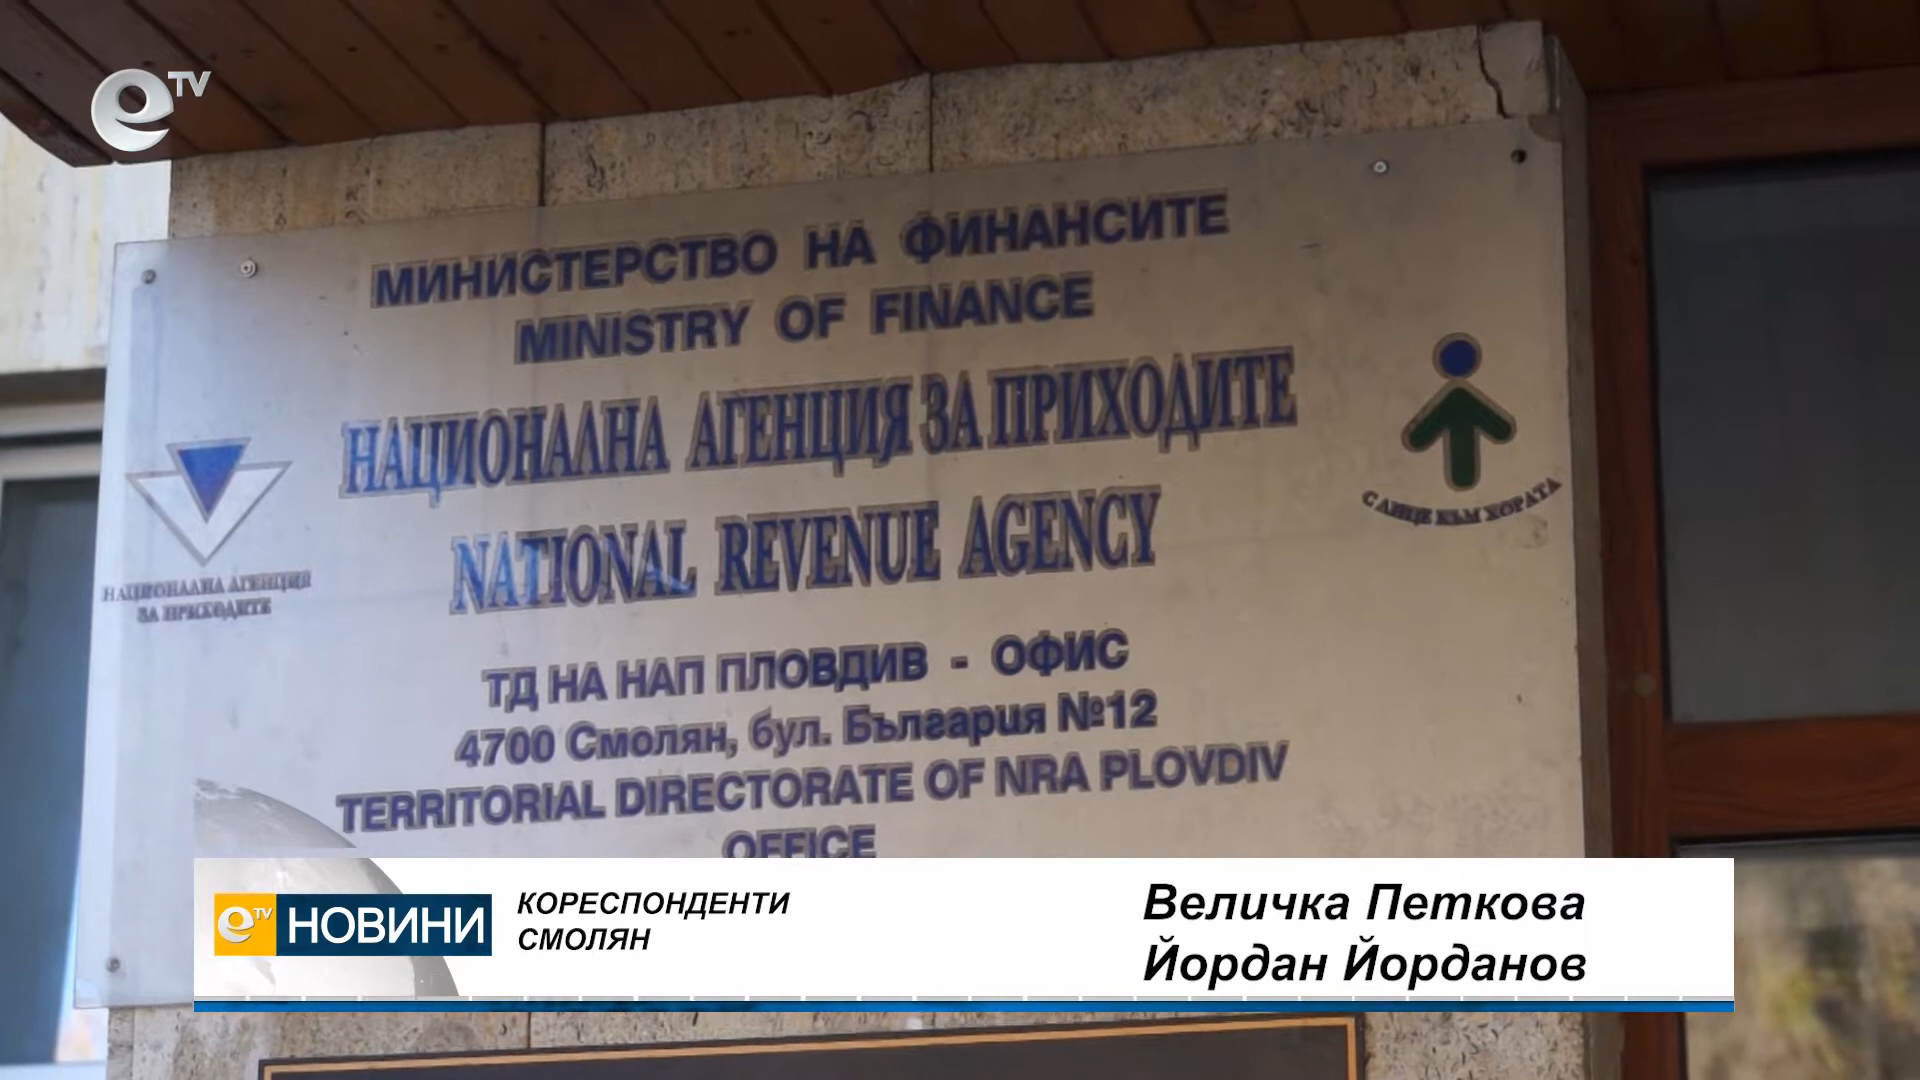 eTV
МИНИСТЕРСТВО НА ФИНАНСИТЕ
MINISTRY OF FINANCE
НАЦИОНАЛНА АГЕНЦИЯ ЗА ПРИХОДИТЕ
NATIONAL REVENUE AGENCY
С ЛИЦЕ КЪМ ХОРАТА
НАЦИОНАЛНА АГЕНЦИЯ
ЗА ПРИХОДИТЕ
ТД НА НАП ПЛОВДИВ - ОФИС
4700 Смолян, бул. България №12
TERRITORIAL DIRECTORATE OF NRA PLOVDIV
OFFICE
eTV НОВИНИ
КОРЕСПОНДЕНТИ
СМОЛЯН
Величка Петкова
Йордан Йорданов